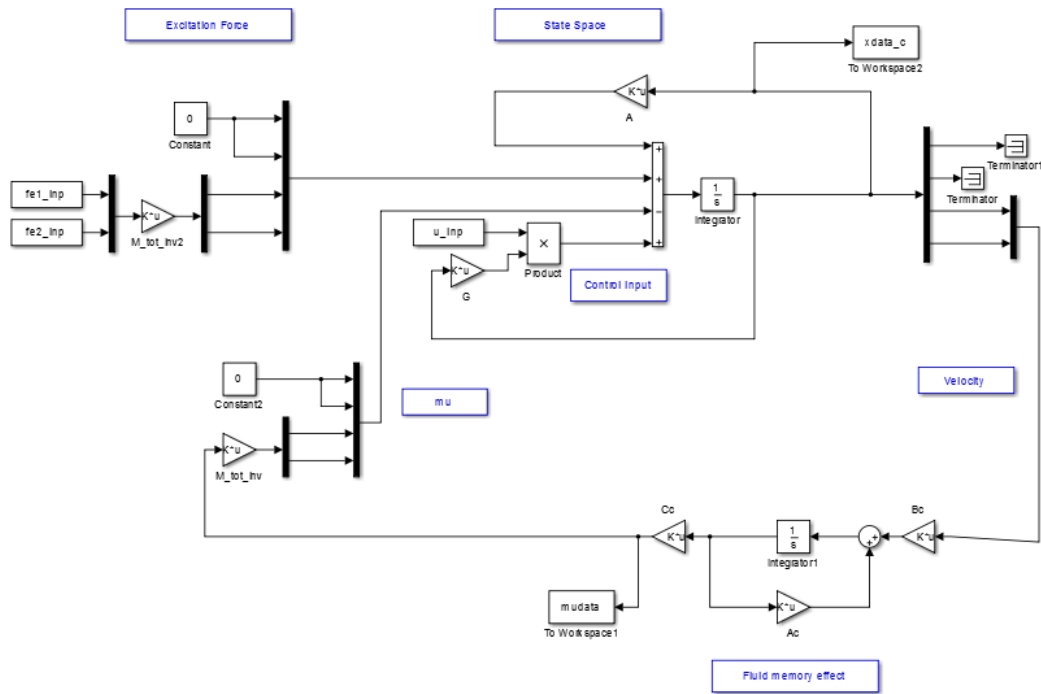 Excitation Force
State Space
xdata_c
To Workspace2
K*u
A
0
Constant
Terminator1
Terminator
fe1_inp
fe2_inp
K*u
M_tot_inv2
+
+
−
+
1
s
Integrator
u_inp
×
Product
K*u
G
Control Input
0
Constant2
mu
Velocity
K*u
M_tot_inv
Cc
K*u
1
s
Integrator1
+
+
Bc
K*u
mudata
To Workspace1
K*u
Ac
Fluid memory effect